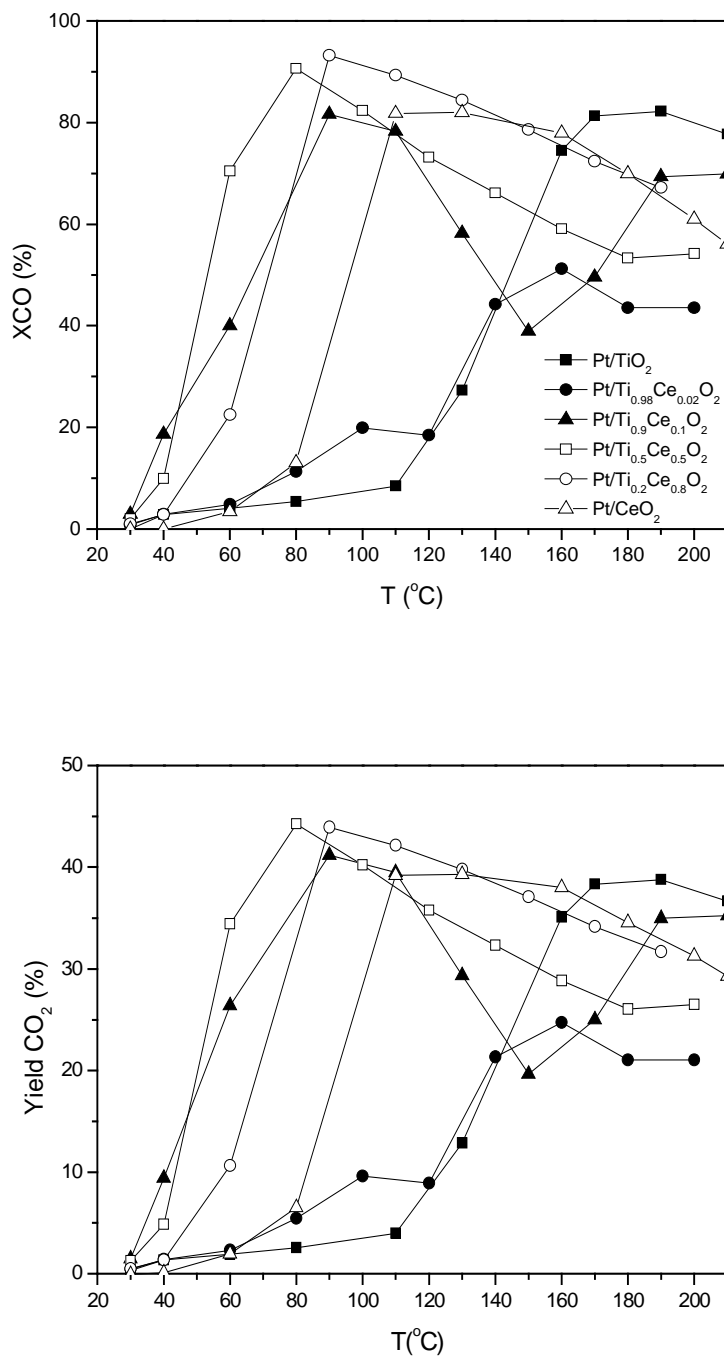 100
80
60
40
20
0
XCO (%)
Pt/TiO2
Pt/Ti0.98Ce0.02O2
Pt/Ti0.9Ce0.1O2
Pt/Ti0.5Ce0.5O2
Pt/Ti0.2Ce0.8O2
Pt/CeO2
20 40 60 80 100 120 140 160 180 200
T (oC)
50
40
30
20
10
0
Yield CO2 (%)
20 40 60 80 100 120 140 160 180 200
T(oC)